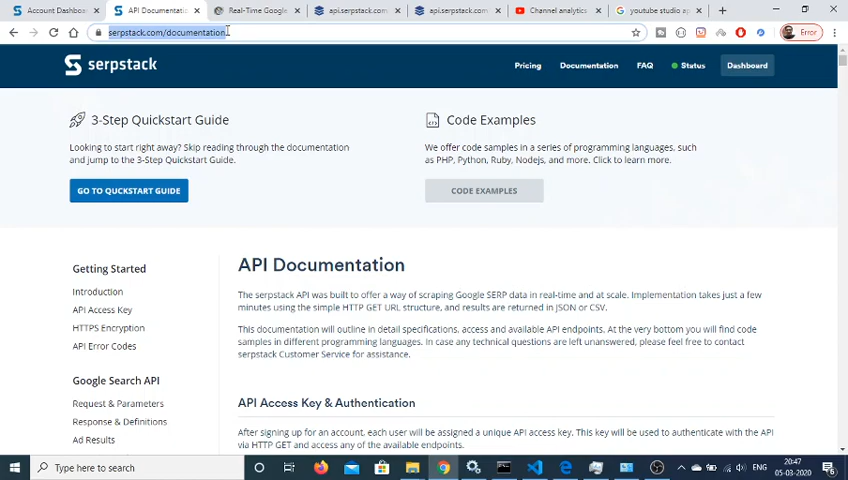 Account Dashboa
API Documentatio
Real-Time Google
api.serpstack.com
api.serpstack.com
Channel analytics
youtube studio ap
serpstack.com/documentation
Error
serpstack
Pricing
Documentation
FAQ
Status
Dashboard
3-Step Quickstart Guide
Looking to start right away? Skip reading through the documentation
and jump to the 3-Step Quickstart Guide.
GO TO QUCKSTART GUIDE
Code Examples
We offer code samples in a series of programming languages, such
as PHP, Python, Ruby, Nodejs, and more. Click to learn more.
CODE EXAMPLES
Getting Started
Introduction
API Access Key
HTTPS Encryption
API Error Codes
Google Search API
Request & Parameters
Response & Definitions
Ad Results
API Documentation
The serpstack API was built to offer a way of scraping Google SERP data in real-time and at scale. Implementation takes just a few
minutes using the simple HTTP GET URL structure, and results are returned in JSON or CSV.
This documentation will outline in detail specifications, access and available API endpoints. At the very bottom you will find code
samples in different programming languages. In case any technical questions are left unanswered, please feel free to contact
serpstack Customer Service for assistance.
API Access Key & Authentication
After signing up for an account, each user will be assigned a unique API access key. This key will be used to authenticate with the API
via HTTP GET and access any of the available endpoints.
Type here to search
ENG
20:47
05-03-2020
6